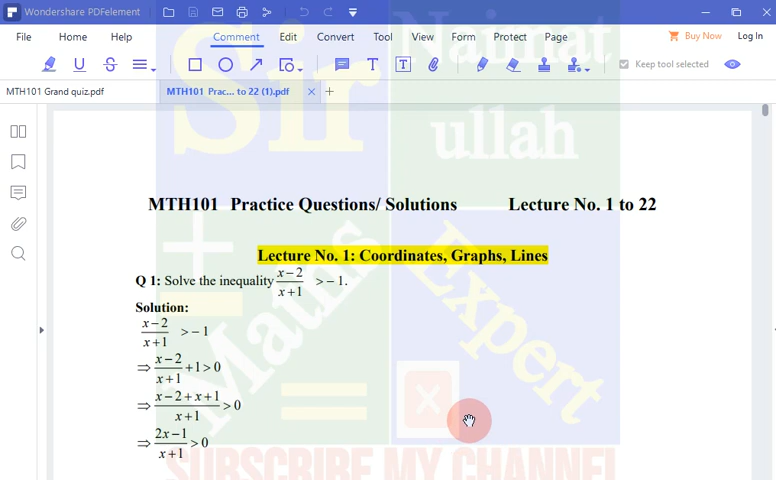 Wondershare PDFelement
File Home Help Comment Edit Convert Tool View Form Protect Page Buy Now Log In
Keep tool selected
MTH101 Grand quiz.pdf MTH101 Prac... to 22 (1).pdf
Sir Naimat
ullah
MTH101 Practice Questions/ Solutions Lecture No. 1 to 22
Lecture No. 1: Coordinates, Graphs, Lines
Q 1: Solve the inequality (x−2)/(x+1) >−1.
Solution:
(x−2)/(x+1) >−1
⇒ (x−2)/(x+1) +1>0
⇒ (x−2+x+1)/(x+1) >0
⇒ (2x−1)/(x+1) >0
Maths Expert
SUBSCRIBE MY CHANNEL